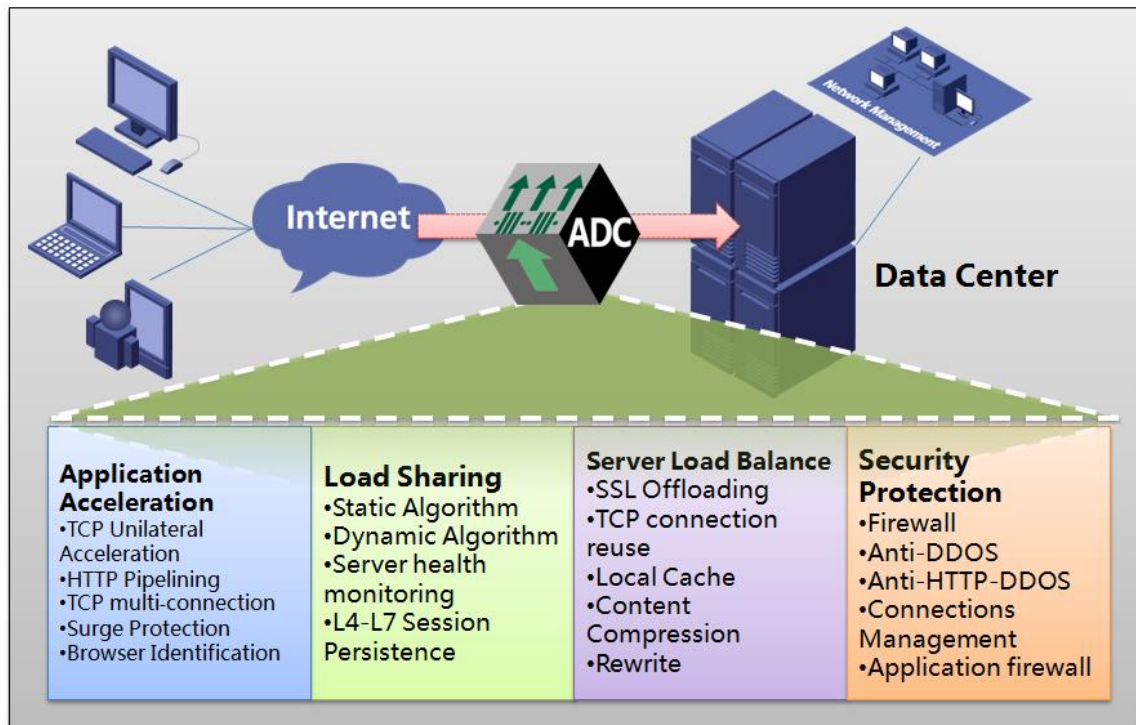 Network Management
Internet
ADC
Data Center
Application
Acceleration
•TCP Unilateral
Acceleration
•HTTP Pipelining
•TCP multi-connection
•Surge Protection
•Browser Identification
Load Sharing
•Static Algorithm
•Dynamic Algorithm
•Server health
monitoring
•L4-L7 Session
Persistence
Server Load Balance
•SSL Offloading
•TCP connection
reuse
•Local Cache
•Content
Compression
•Rewrite
Security
Protection
•Firewall
•Anti-DDOS
•Anti-HTTP-DDOS
•Connections
Management
•Application firewall